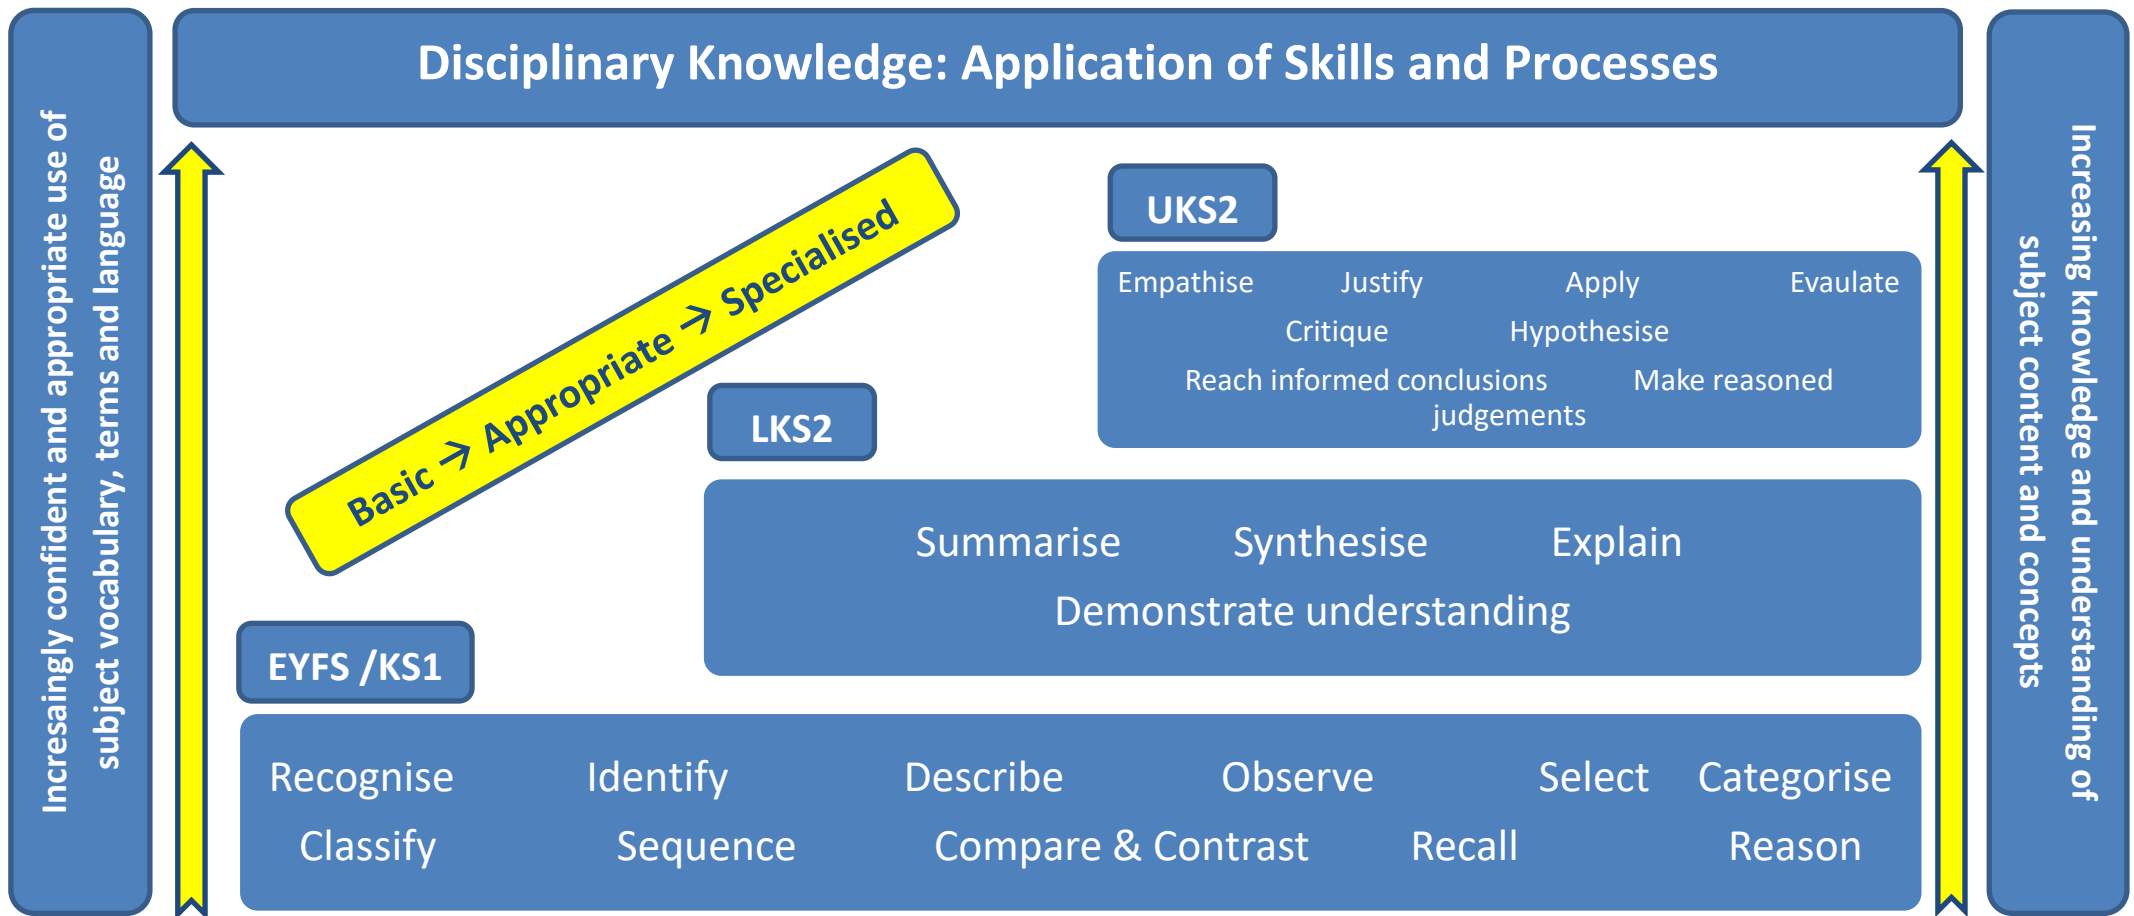 Disciplinary Knowledge: Application of Skills and Processes
Incresaingly confident and appropriate use of
subject vocabulary, terms and language
Basic → Appropriate → Specialised
UKS2
Empathise Justify Apply Evaulate
Critique Hypothesise
Reach informed conclusions Make reasoned
judgements
LKS2
Summarise Synthesise Explain
Demonstrate understanding
EYFS /KS1
Recognise Identify Describe Observe Select Categorise
Classify Sequence Compare & Contrast Recall Reason
Increasing knowledge and understanding of
subject content and concepts